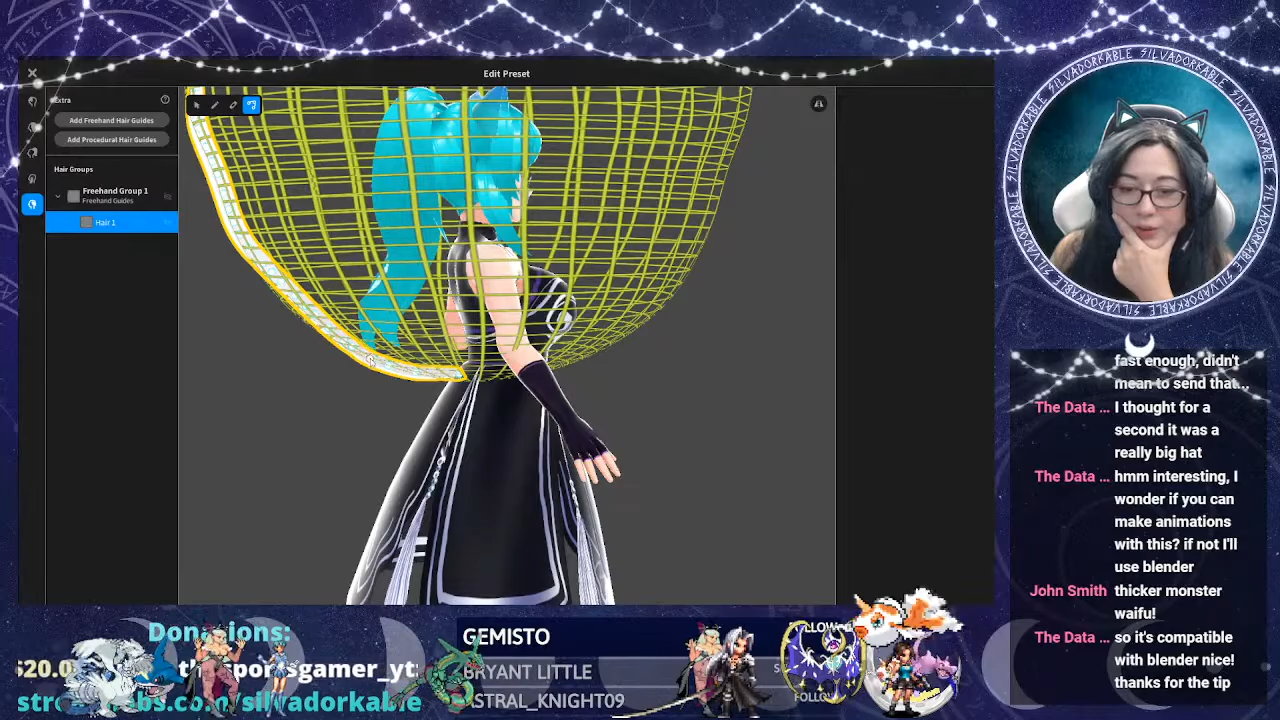 Edit Preset
Extra
Add Freehand Hair Guides
Add Procedural Hair Guides
Hair Groups
Freehand Group 1
Freehand Guides
Hair 1
SILVADORKABLE SILVADORKABLE SILVADORKABLE
fast enough, didn't
mean to send that...
The Data ... I thought for a
second it was a
really big hat
The Data ... hmm interesting, I
wonder if you can
make animations
with this? if not I'll
use blender
John Smith thicker monster
waifu!
The Data ... so it's compatible
with blender nice!
thanks for the tip
Donations:
GEMISTO
BRYANT LITTLE